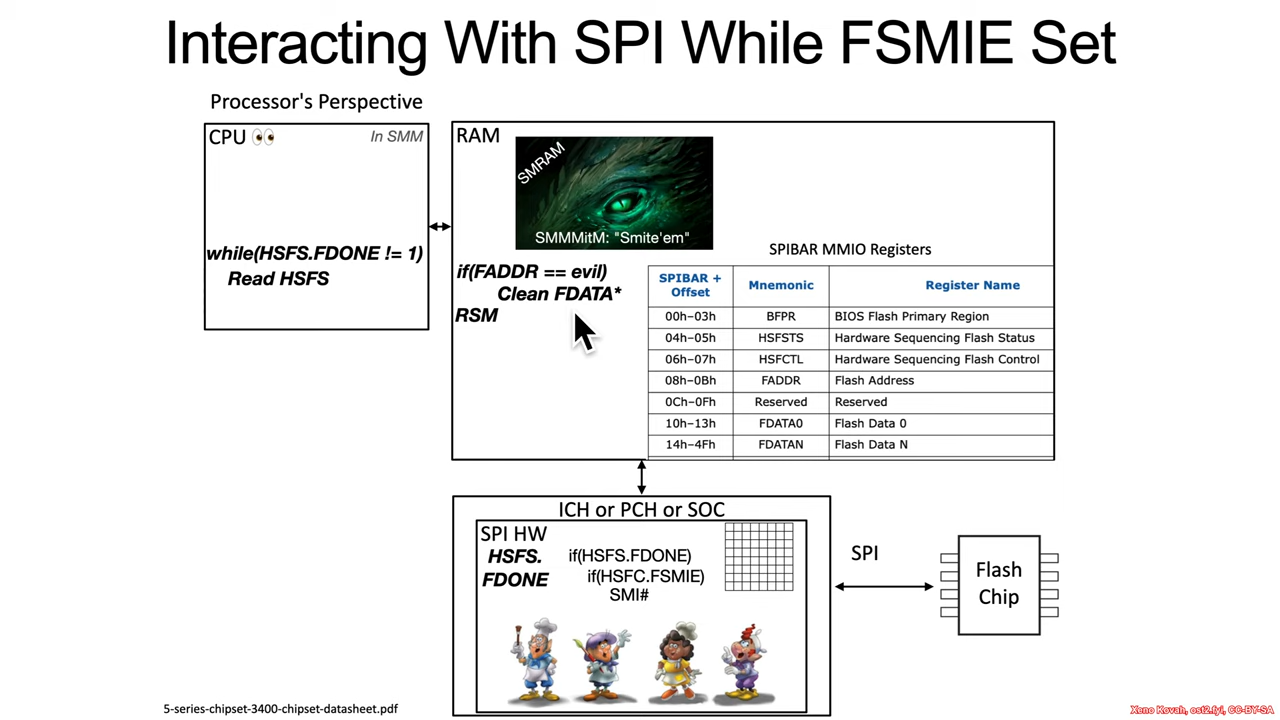 Interacting With SPI While FSMIE Set
Processor's Perspective
CPU 👀 In SMM
while(HSFS.FDONE != 1)
Read HSFS
RAM
SMRAM
SMMMitM: "Smite'em"
if(FADDR == evil)
Clean FDATA*
RSM
SPIBAR MMIO Registers
SPIBAR + Offset Mnemonic Register Name
00h–03h BFPR BIOS Flash Primary Region
04h–05h HSFSTS Hardware Sequencing Flash Status
06h–07h HSFCTL Hardware Sequencing Flash Control
08h–0Bh FADDR Flash Address
0Ch–0Fh Reserved Reserved
10h–13h FDATA0 Flash Data 0
14h–4Fh FDATAN Flash Data N
ICH or PCH or SOC
SPI HW
HSFS.
FDONE
if(HSFS.FDONE)
if(HSFC.FSMIE)
SMI#
SPI
Flash
Chip
5-series-chipset-3400-chipset-datasheet.pdf
Xeno Kovah, ost2.fyi, CC-BY-SA